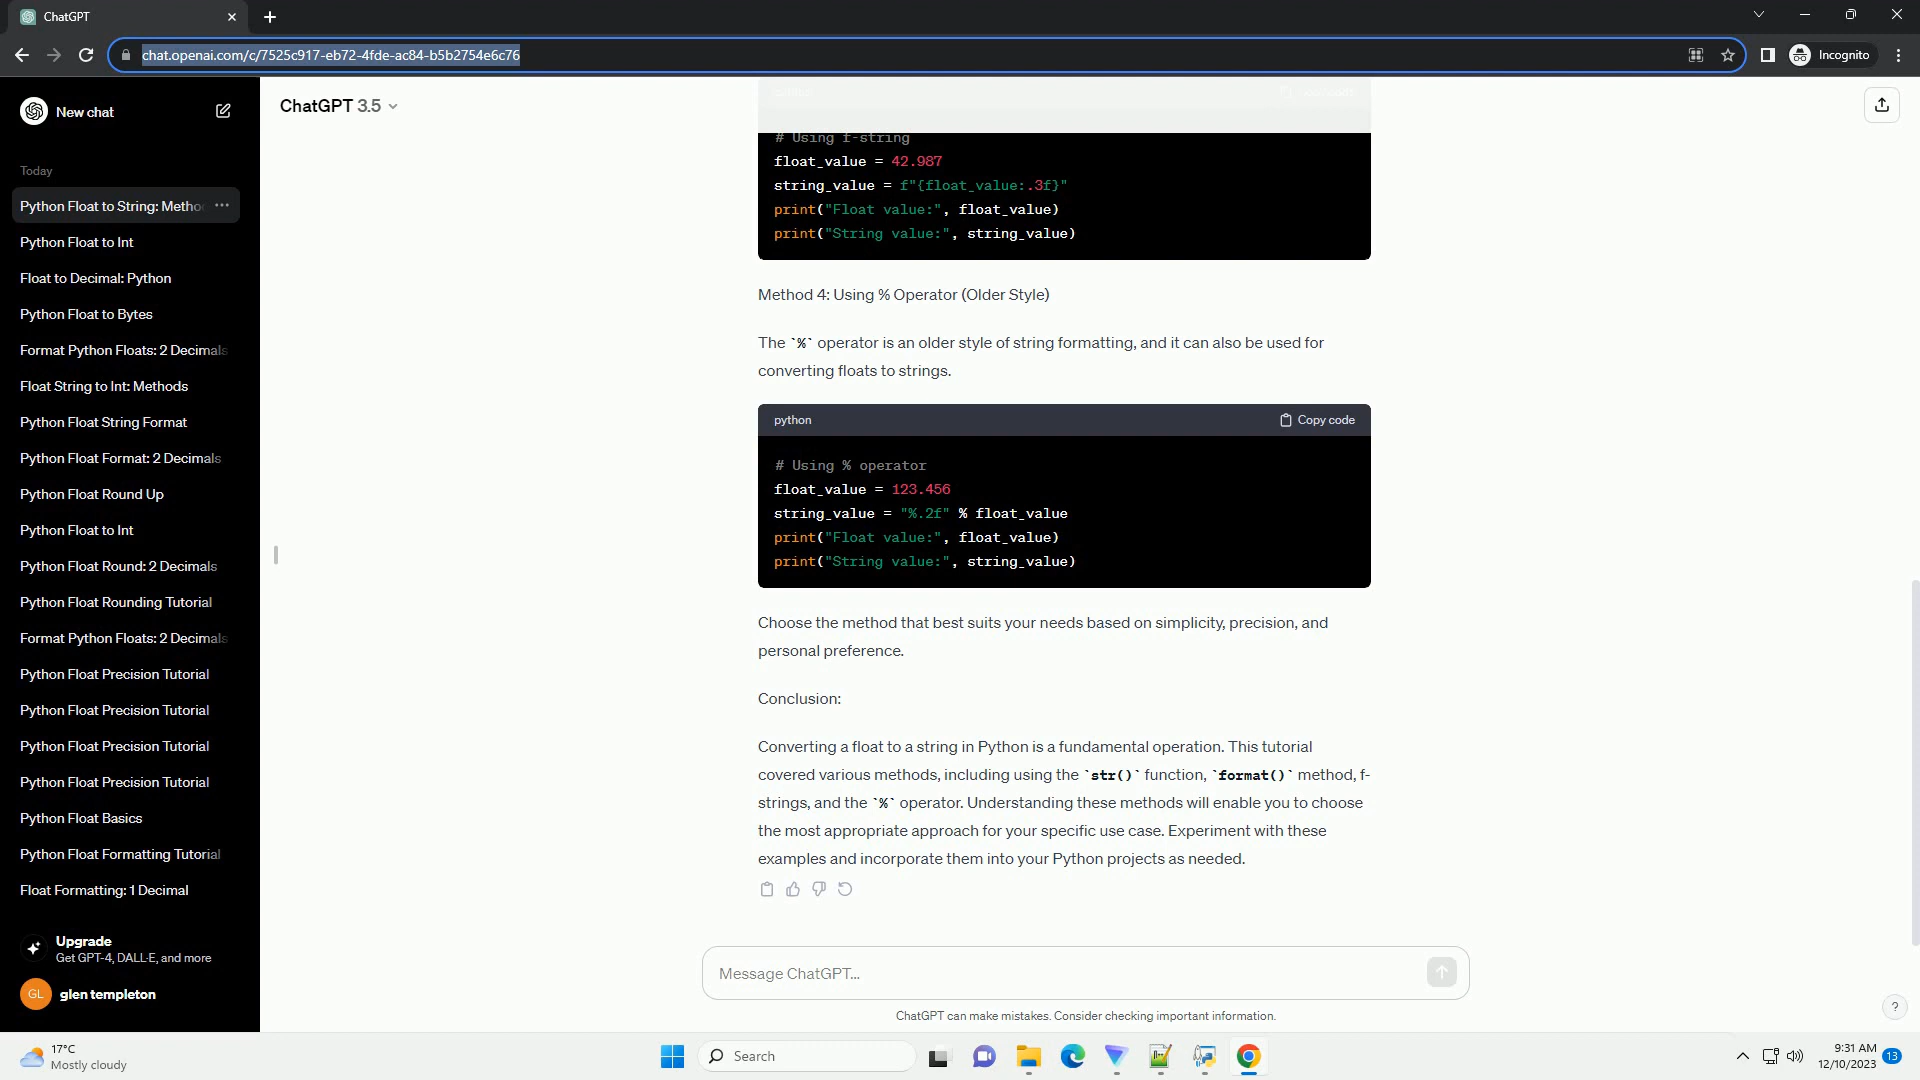 ChatGPT
chat.openai.com/c/7525c917-eb72-4fde-ac84-b5b2754e6c76
Incognito
New chat
Today
Python Float to String: Metho
Python Float to Int
Float to Decimal: Python
Python Float to Bytes
Format Python Floats: 2 Decimals
Float String to Int: Methods
Python Float String Format
Python Float Format: 2 Decimals
Python Float Round Up
Python Float to Int
Python Float Round: 2 Decimals
Python Float Rounding Tutorial
Format Python Floats: 2 Decimals
Python Float Precision Tutorial
Python Float Precision Tutorial
Python Float Precision Tutorial
Python Float Precision Tutorial
Python Float Basics
Python Float Formatting Tutorial
Float Formatting: 1 Decimal
Upgrade
Get GPT-4, DALL·E, and more
GL glen templeton
ChatGPT 3.5
# Using f-string
float_value = 42.987
string_value = f"{float_value:.3f}"
print("Float value:", float_value)
print("String value:", string_value)
Method 4: Using % Operator (Older Style)
The `%` operator is an older style of string formatting, and it can also be used for
converting floats to strings.
python Copy code
# Using % operator
float_value = 123.456
string_value = "%.2f" % float_value
print("Float value:", float_value)
print("String value:", string_value)
Choose the method that best suits your needs based on simplicity, precision, and
personal preference.
Conclusion:
Converting a float to a string in Python is a fundamental operation. This tutorial
covered various methods, including using the `str()` function, `format()` method, f-
strings, and the `%` operator. Understanding these methods will enable you to choose
the most appropriate approach for your specific use case. Experiment with these
examples and incorporate them into your Python projects as needed.
Message ChatGPT...
ChatGPT can make mistakes. Consider checking important information.
?
17°C
Mostly cloudy
Search
9:31 AM
12/10/2023
13